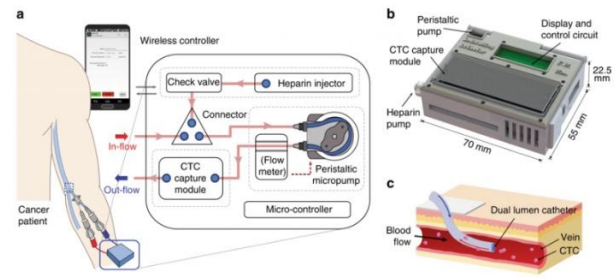 a
Wireless controller
Check valve
Heparin injector
Connector
In-flow
Out-flow
CTC
capture
module
(Flow
meter)
Peristaltic
micropump
Micro-controller
Cancer
patient
b
Peristaltic
pump
Display and
control circuit
CTC capture
module
Heparin
pump
22.5
mm
55 mm
70 mm
c
Dual lumen catheter
Blood
flow
Vein
CTC